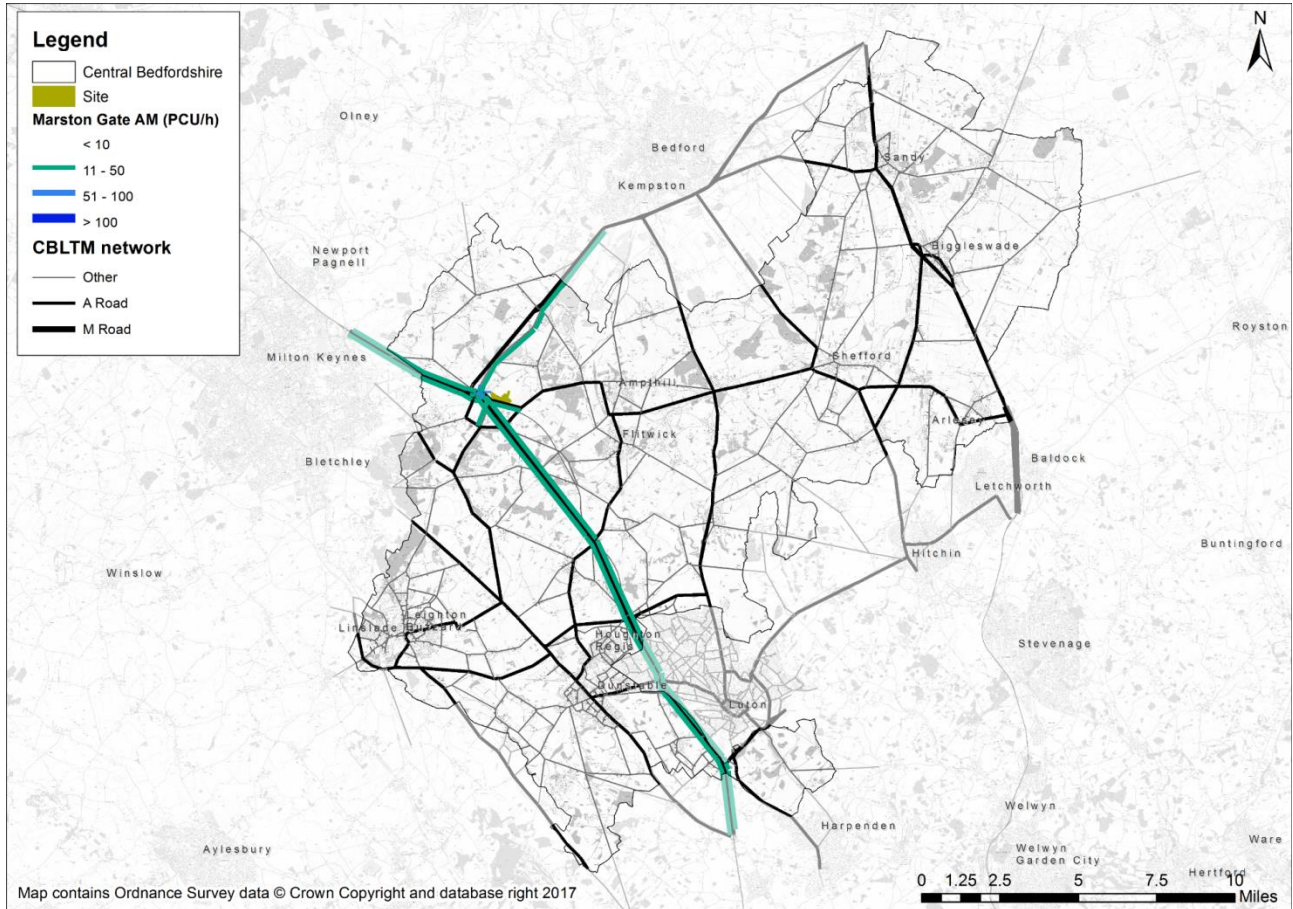 Legend
Central Bedfordshire
Site
Marston Gate AM (PCU/h)
< 10
11 - 50
51 - 100
> 100
CBLTM network
Other
A Road
M Road
N
Olney
Bedford
Kempston
Sandy
Newport
Pagnell
Biggleswade
Royston
Milton Keynes
Shefford
Ampthill
Arlesey
Flitwick
Bletchley
Baldock
Letchworth
Buntingford
Hitchin
Winslow
Leighton
Linslade Buzzard
Houghton
Regis
Stevenage
Dunstable
Luton
Welwyn
Harpenden
Ware
Aylesbury
Welwyn
Garden City
Hertford
0 1.25 2.5 5 7.5 10
Miles
Map contains Ordnance Survey data © Crown Copyright and database right 2017